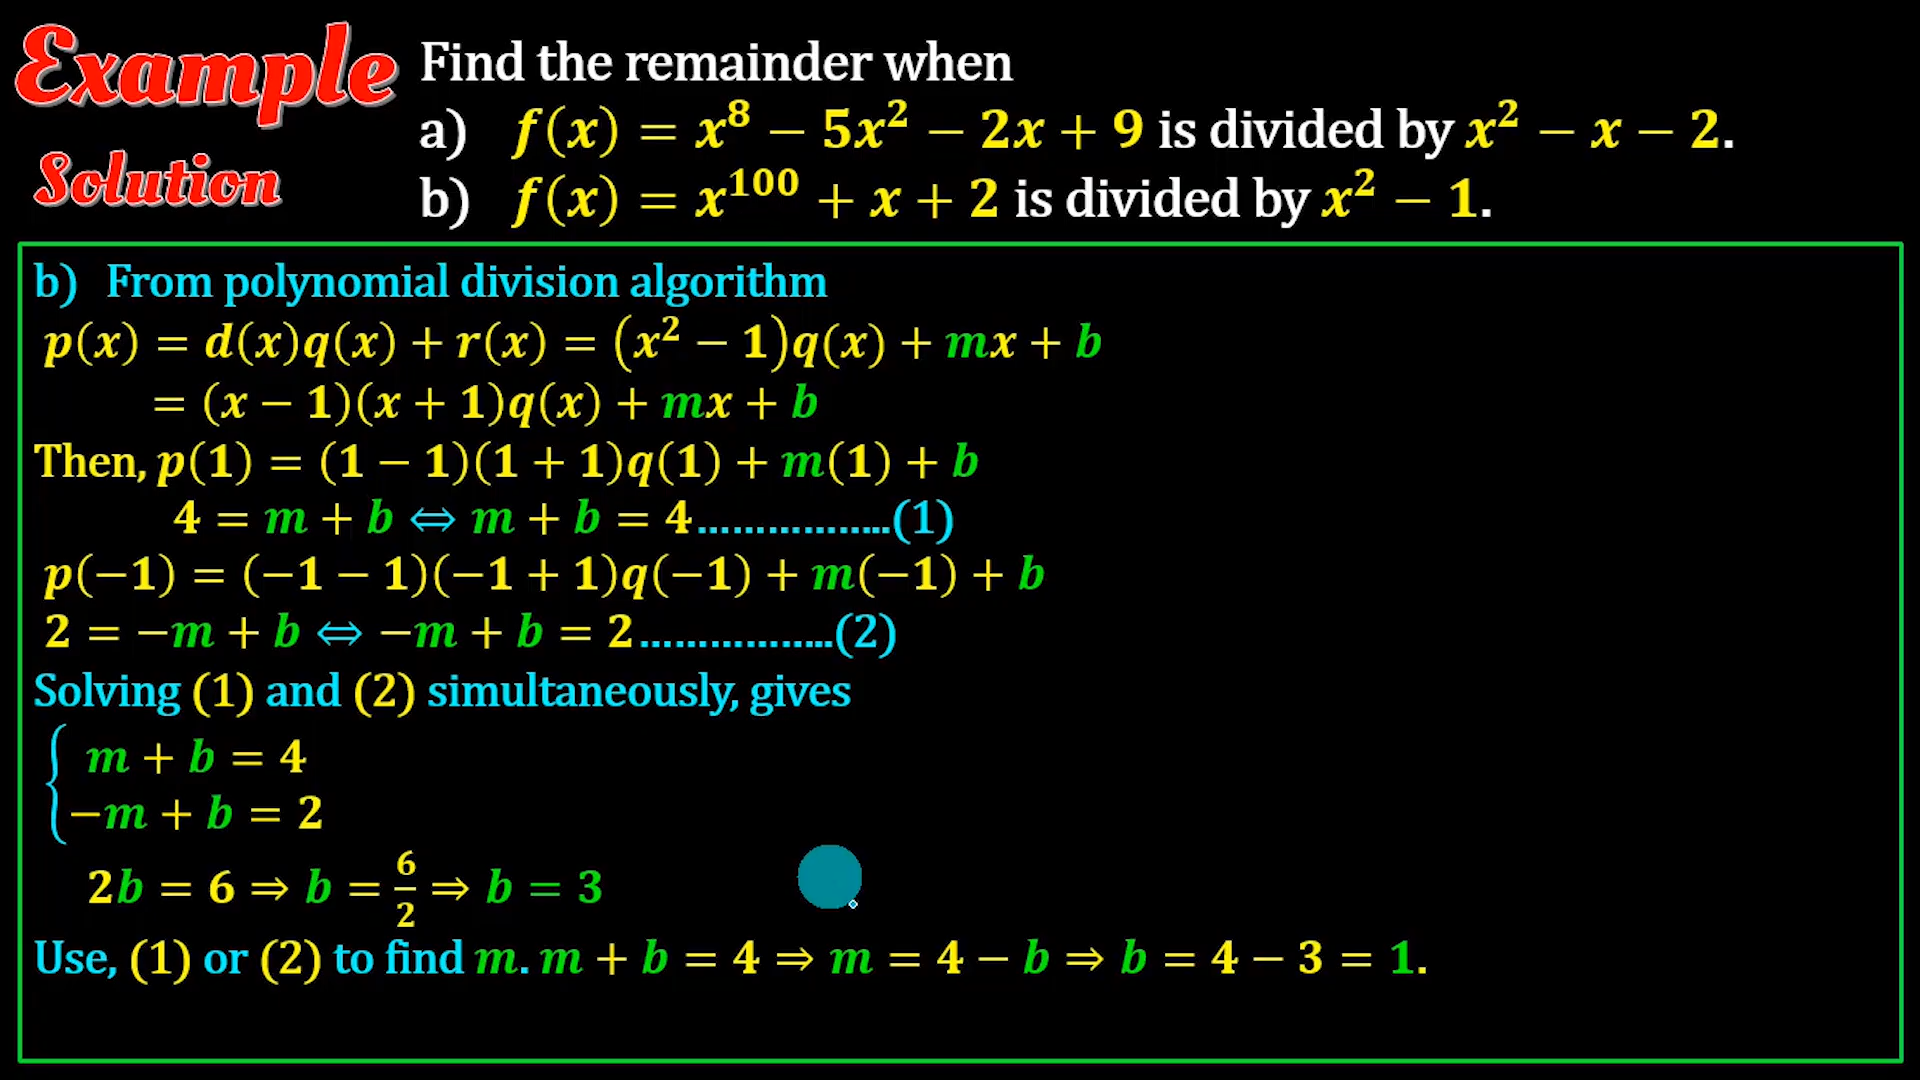 Example
Solution
Find the remainder when
a) f(x) = x⁸ − 5x² − 2x + 9 is divided by x² − x − 2.
b) f(x) = x¹⁰⁰ + x + 2 is divided by x² − 1.
b) From polynomial division algorithm
p(x) = d(x)q(x) + r(x) = (x² − 1)q(x) + mx + b
= (x − 1)(x + 1)q(x) + mx + b
Then, p(1) = (1 − 1)(1 + 1)q(1) + m(1) + b
4 = m + b ⇔ m + b = 4………………(1)
p(−1) = (−1 − 1)(−1 + 1)q(−1) + m(−1) + b
2 = −m + b ⇔ −m + b = 2………………(2)
Solving (1) and (2) simultaneously, gives
{ m + b = 4
−m + b = 2
2b = 6 ⇒ b = 6/2 ⇒ b = 3
Use, (1) or (2) to find m. m + b = 4 ⇒ m = 4 − b ⇒ b = 4 − 3 = 1.